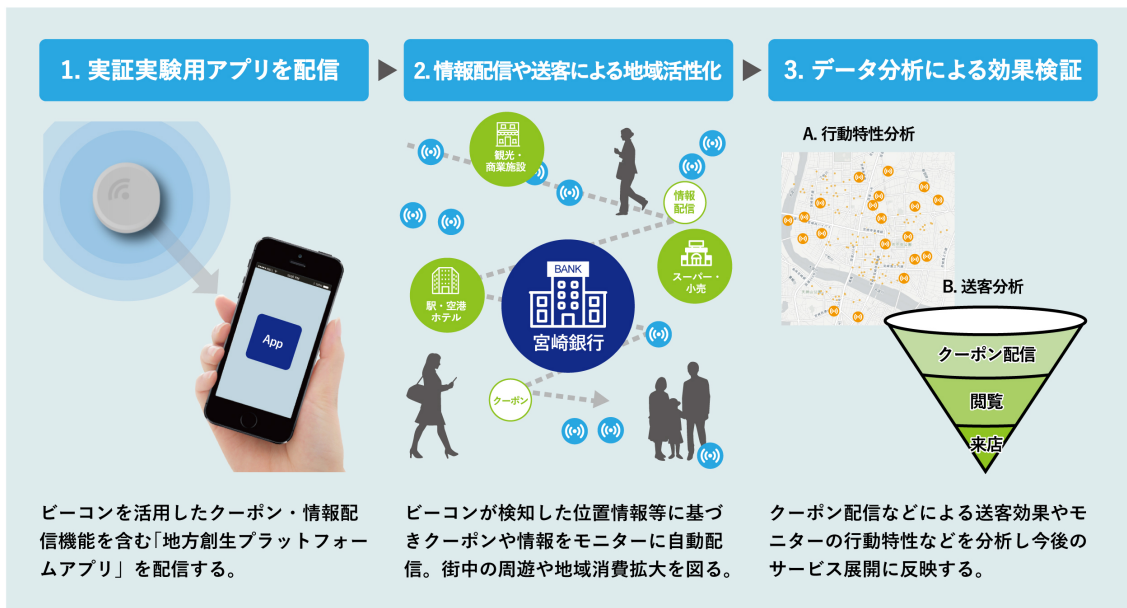 1. 実証実験用アプリを配信
2. 情報配信や送客による地域活性化
3. データ分析による効果検証
App
ビーコンを活用したクーポン・情報配
信機能を含む「地方創生プラットフォー
ムアプリ」を配信する。
観光・
商業施設
情報
配信
スーパー・
小売
駅・空港
ホテル
BANK
宮崎銀行
クーポン
ビーコンが検知した位置情報等に基づ
きクーポンや情報をモニターに自動配
信。街中の周遊や地域消費拡大を図る。
A. 行動特性分析
B. 送客分析
クーポン配信
閲覧
来店
クーポン配信などによる送客効果やモ
ニターの行動特性などを分析し今後の
サービス展開に反映する。